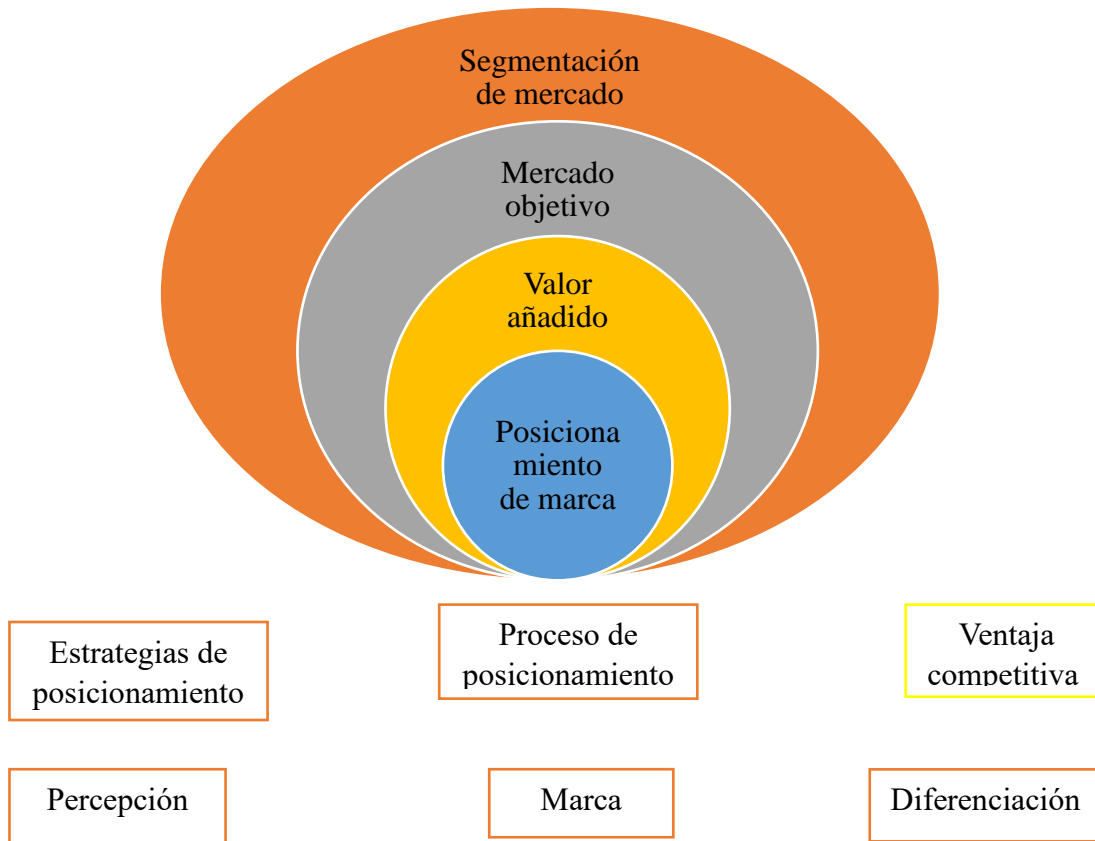 Segmentación
de mercado
Mercado
objetivo
Valor
añadido
Posiciona
miento
de marca
Estrategias de
posicionamiento
Proceso de
posicionamiento
Ventaja
competitiva
Percepción
Marca
Diferenciación